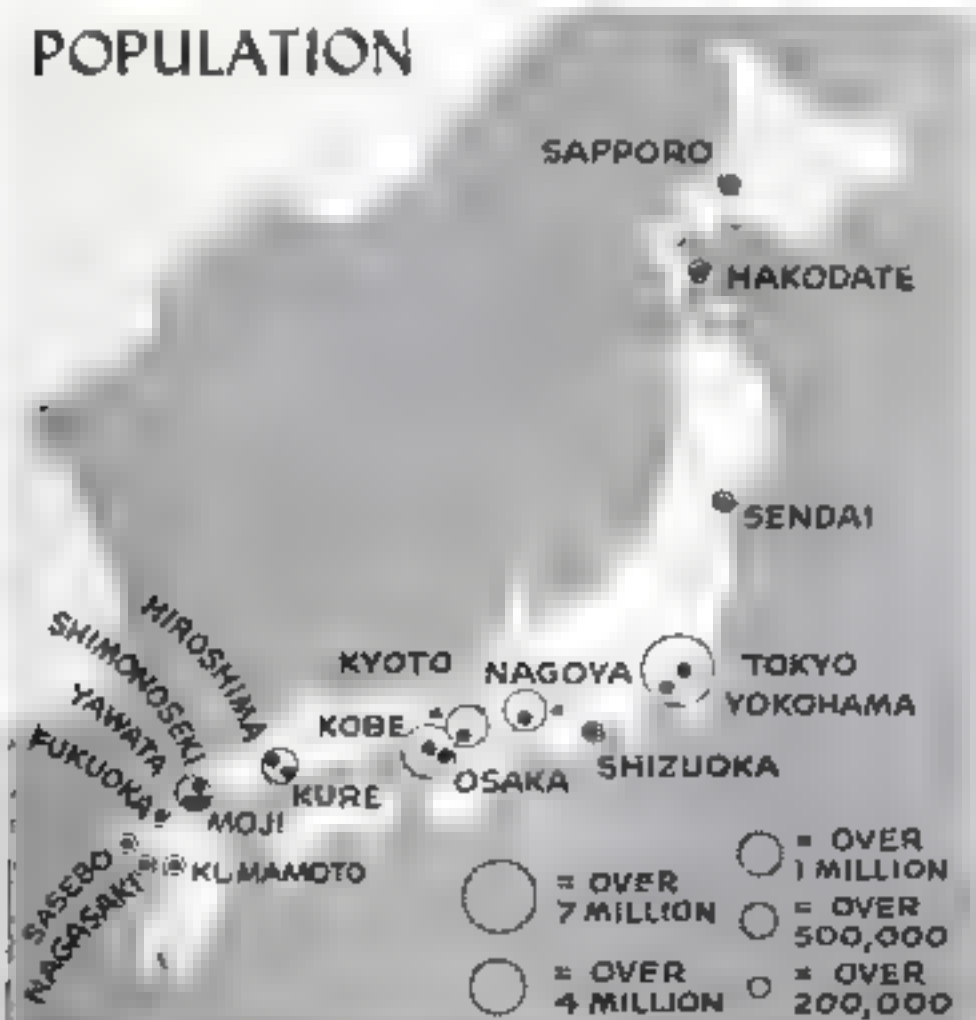 POPULATION
SAPPORO
HAKODATE
SENDAI
HIROSHIMA
SHIMONOSEKI
YAWATA
FUKUOKA
KYOTO
NAGOYA
TOKYO
YOKOHAMA
KOBE
OSAKA
SHIZUOKA
KURE
MOJI
KUMAMOTO
SASEBO
NAGASAKI
= OVER
7 MILLION
= OVER
4 MILLION
= OVER
1 MILLION
= OVER
500,000
= OVER
200,000